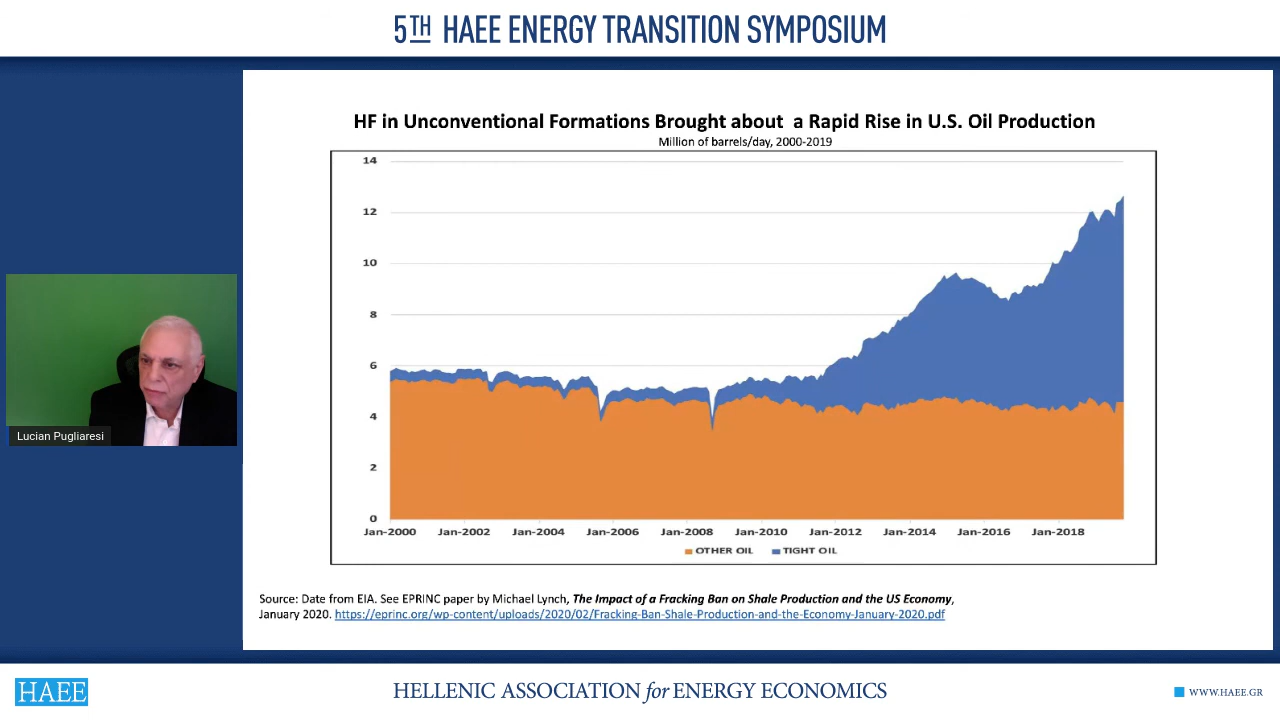 5TH HAEE ENERGY TRANSITION SYMPOSIUM
HF in Unconventional Formations Brought about a Rapid Rise in U.S. Oil Production
Million of barrels/day, 2000-2019
14
12
10
8
6
4
2
0
Jan-2000 Jan-2002 Jan-2004 Jan-2006 Jan-2008 Jan-2010 Jan-2012 Jan-2014 Jan-2016 Jan-2018
OTHER OIL TIGHT OIL
Lucian Pugliaresi
Source: Date from EIA. See EPRINC paper by Michael Lynch, The Impact of a Fracking Ban on Shale Production and the US Economy,
January 2020. https://eprinc.org/wp-content/uploads/2020/02/Fracking-Ban-Shale-Production-and-the-Economy-January-2020.pdf
HAEE
HELLENIC ASSOCIATION for ENERGY ECONOMICS
WWW.HAEE.GR